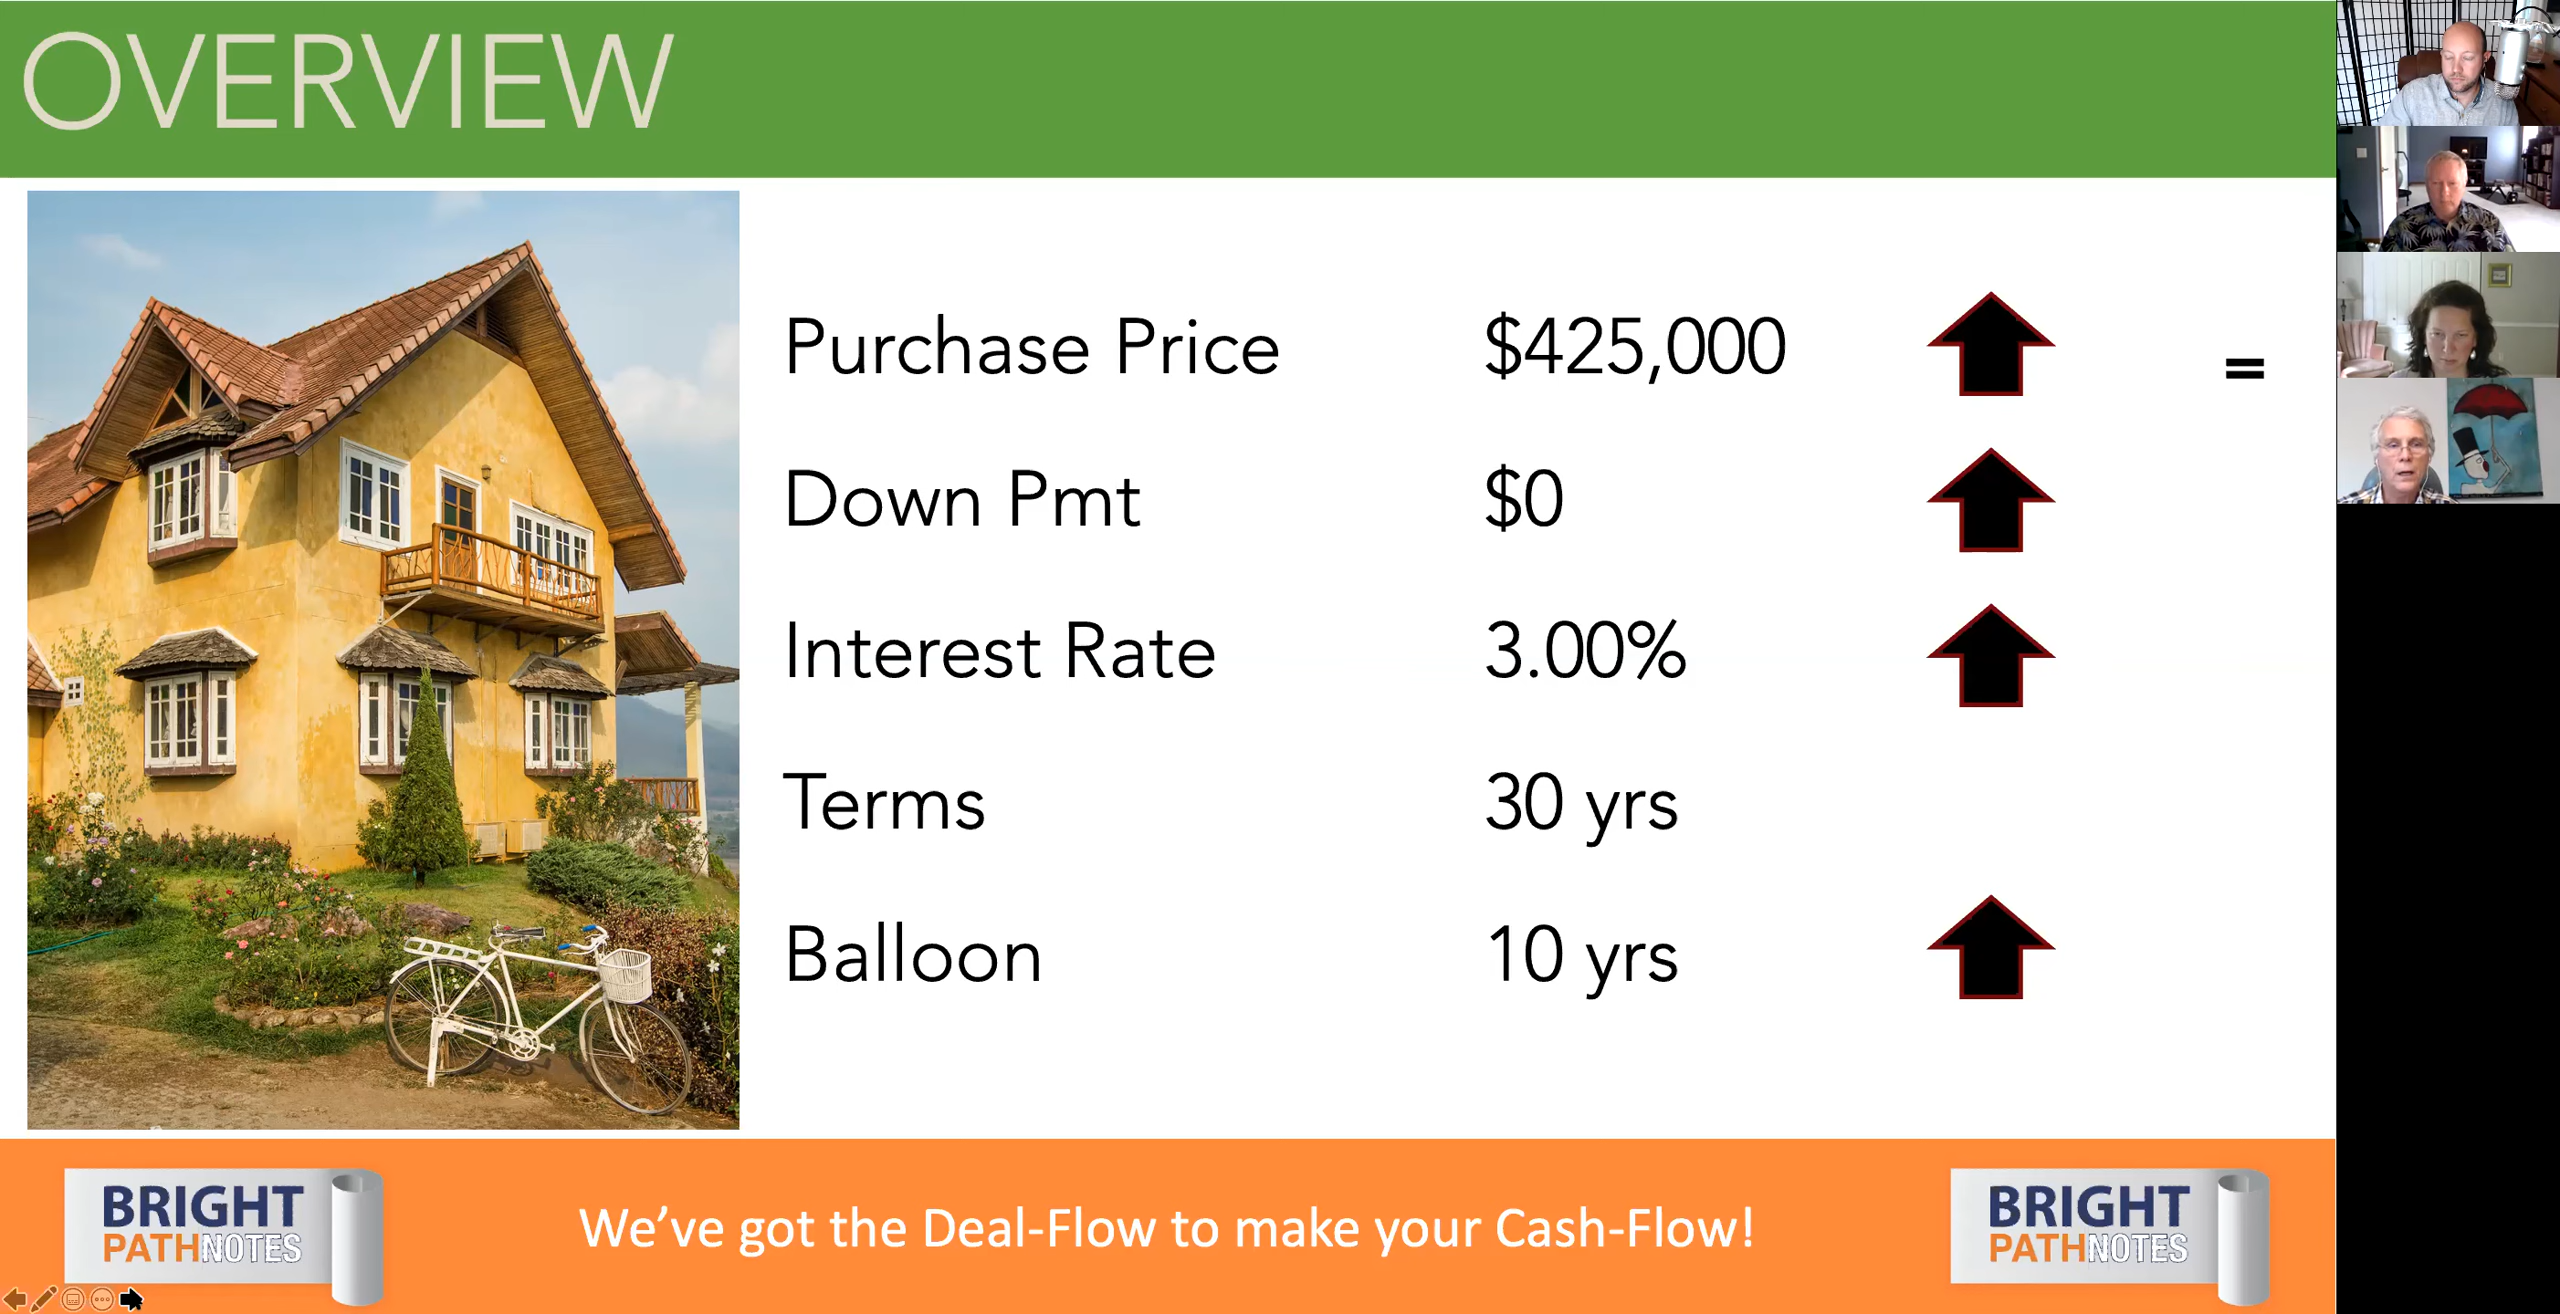 OVERVIEW
Purchase Price $425,000 =
Down Pmt $0
Interest Rate 3.00%
Terms 30 yrs
Balloon 10 yrs
BRIGHT
PATHNOTES
We've got the Deal-Flow to make your Cash-Flow!
BRIGHT
PATHNOTES